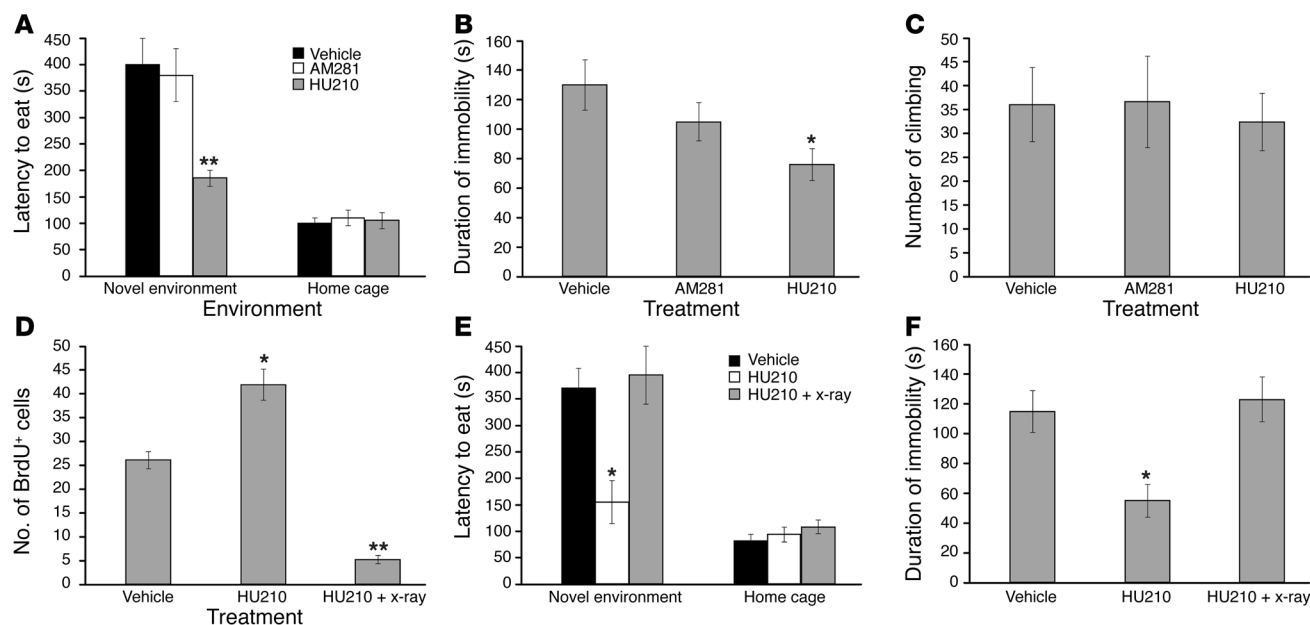 A
Latency to eat (s)
450
400
350
300
250
200
150
100
50
0
Vehicle
AM281
HU210
**
Novel environment
Home cage
Environment
B
Duration of immobility (s)
160
140
120
100
80
60
40
20
0
*
Vehicle
AM281
HU210
Treatment
C
Number of climbing
50
45
40
35
30
25
20
15
10
5
0
Vehicle
AM281
HU210
Treatment
D
No. of BrdU⁺ cells
50
45
40
35
30
25
20
15
10
5
0
*
**
Vehicle
HU210
HU210 + x-ray
Treatment
E
Latency to eat (s)
450
400
350
300
250
200
150
100
50
0
Vehicle
HU210
HU210 + x-ray
*
Novel environment
Home cage
F
Duration of immobility (s)
160
140
120
100
80
60
40
20
0
*
Vehicle
HU210
HU210 + x-ray